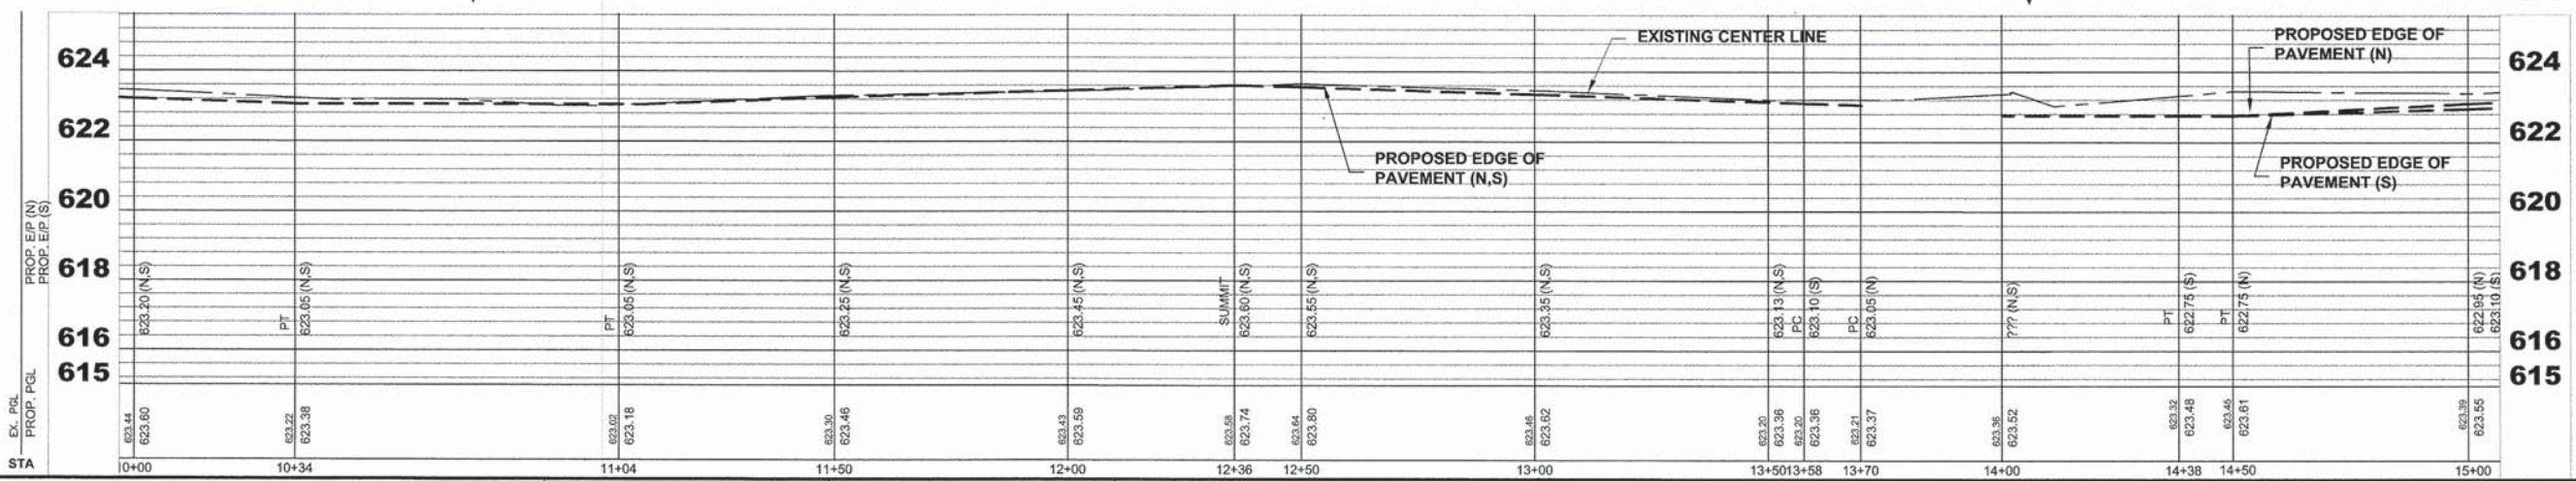 624
622
620
618
616
615
624
622
620
618
616
615
EXISTING CENTER LINE
PROPOSED EDGE OF
PAVEMENT (N)
PROPOSED EDGE OF
PAVEMENT (N,S)
PROPOSED EDGE OF
PAVEMENT (S)
PROP. E/P (N)
PROP. E/P (S)
623.20 (N,S)
PT
623.05 (N,S)
PT
623.05 (N,S)
623.25 (N,S)
623.45 (N,S)
SUMMIT
623.60 (N,S)
623.55 (N,S)
623.35 (N,S)
623.13 (N,S)
PC
623.10 (S)
PC
623.05 (N)
??? (N,S)
PT
622.75 (S)
PT
622.75 (N)
622.95 (N)
623.10 (S)
EX. PGL
PROP. PGL
623.44
623.60
623.22
623.38
623.02
623.18
623.30
623.46
623.43
623.59
623.58
623.74
623.64
623.80
623.46
623.62
623.20
623.36
623.20
623.36
623.21
623.37
623.36
623.52
623.32
623.48
623.45
623.61
623.39
623.55
STA
10+00
10+34
11+04
11+50
12+00
12+36
12+50
13+00
13+50
13+58
13+70
14+00
14+38
14+50
15+00